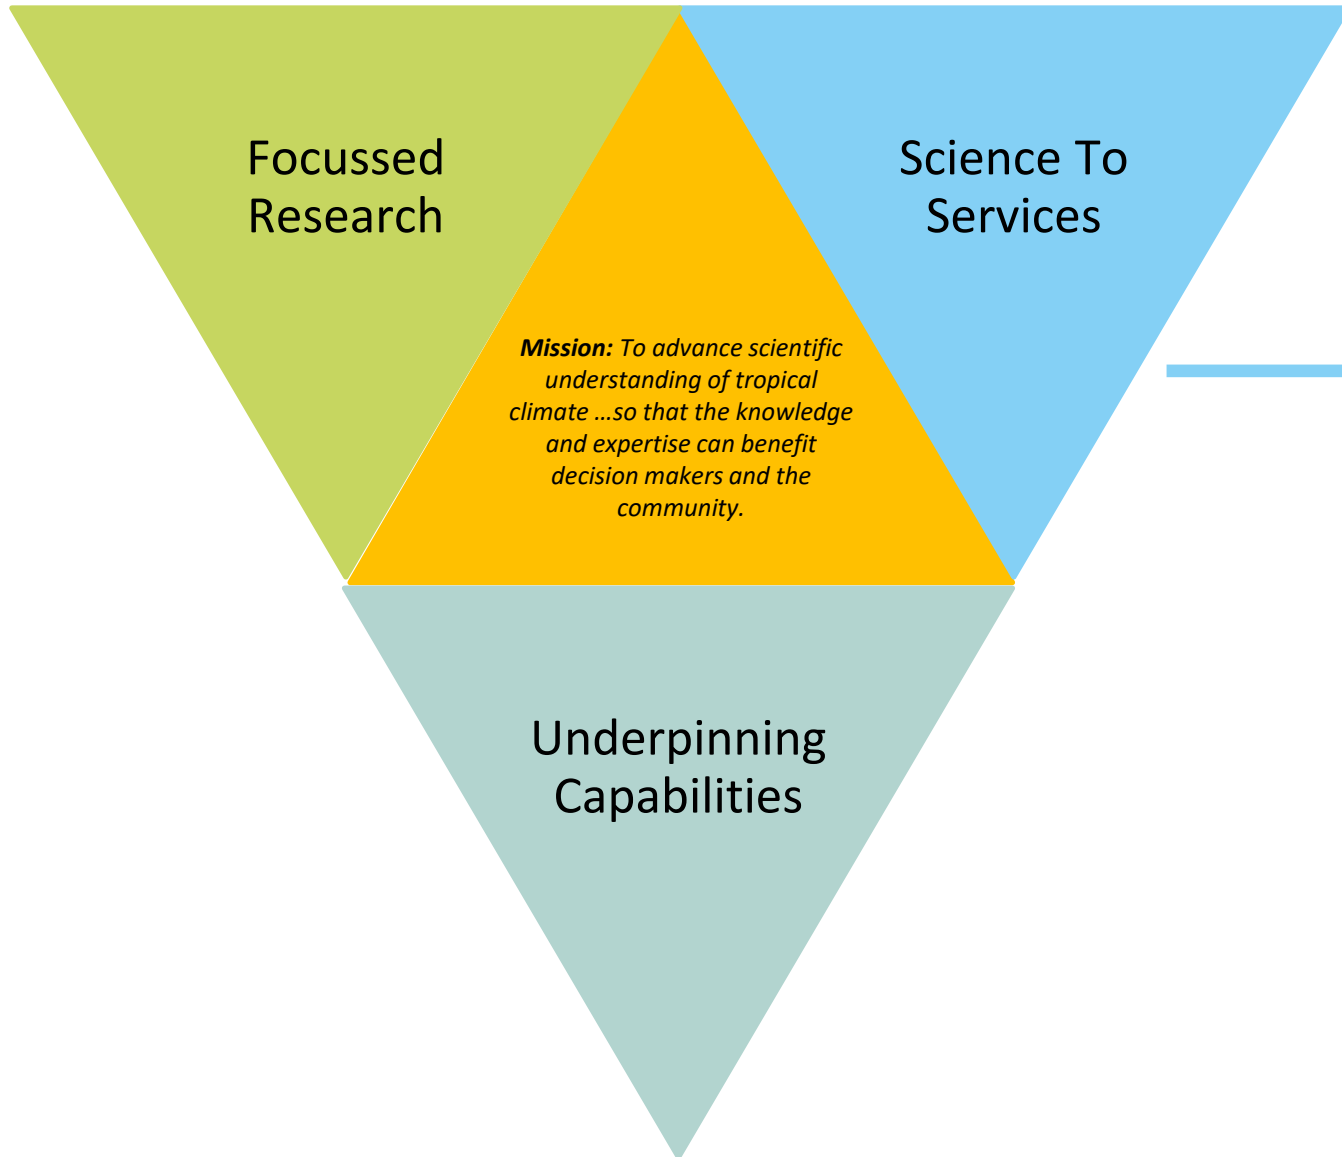 Focussed
Research
Science To
Services
Mission: To advance scientific
understanding of tropical
climate ...so that the knowledge
and expertise can benefit
decision makers and the
community.
Underpinning
Capabilities